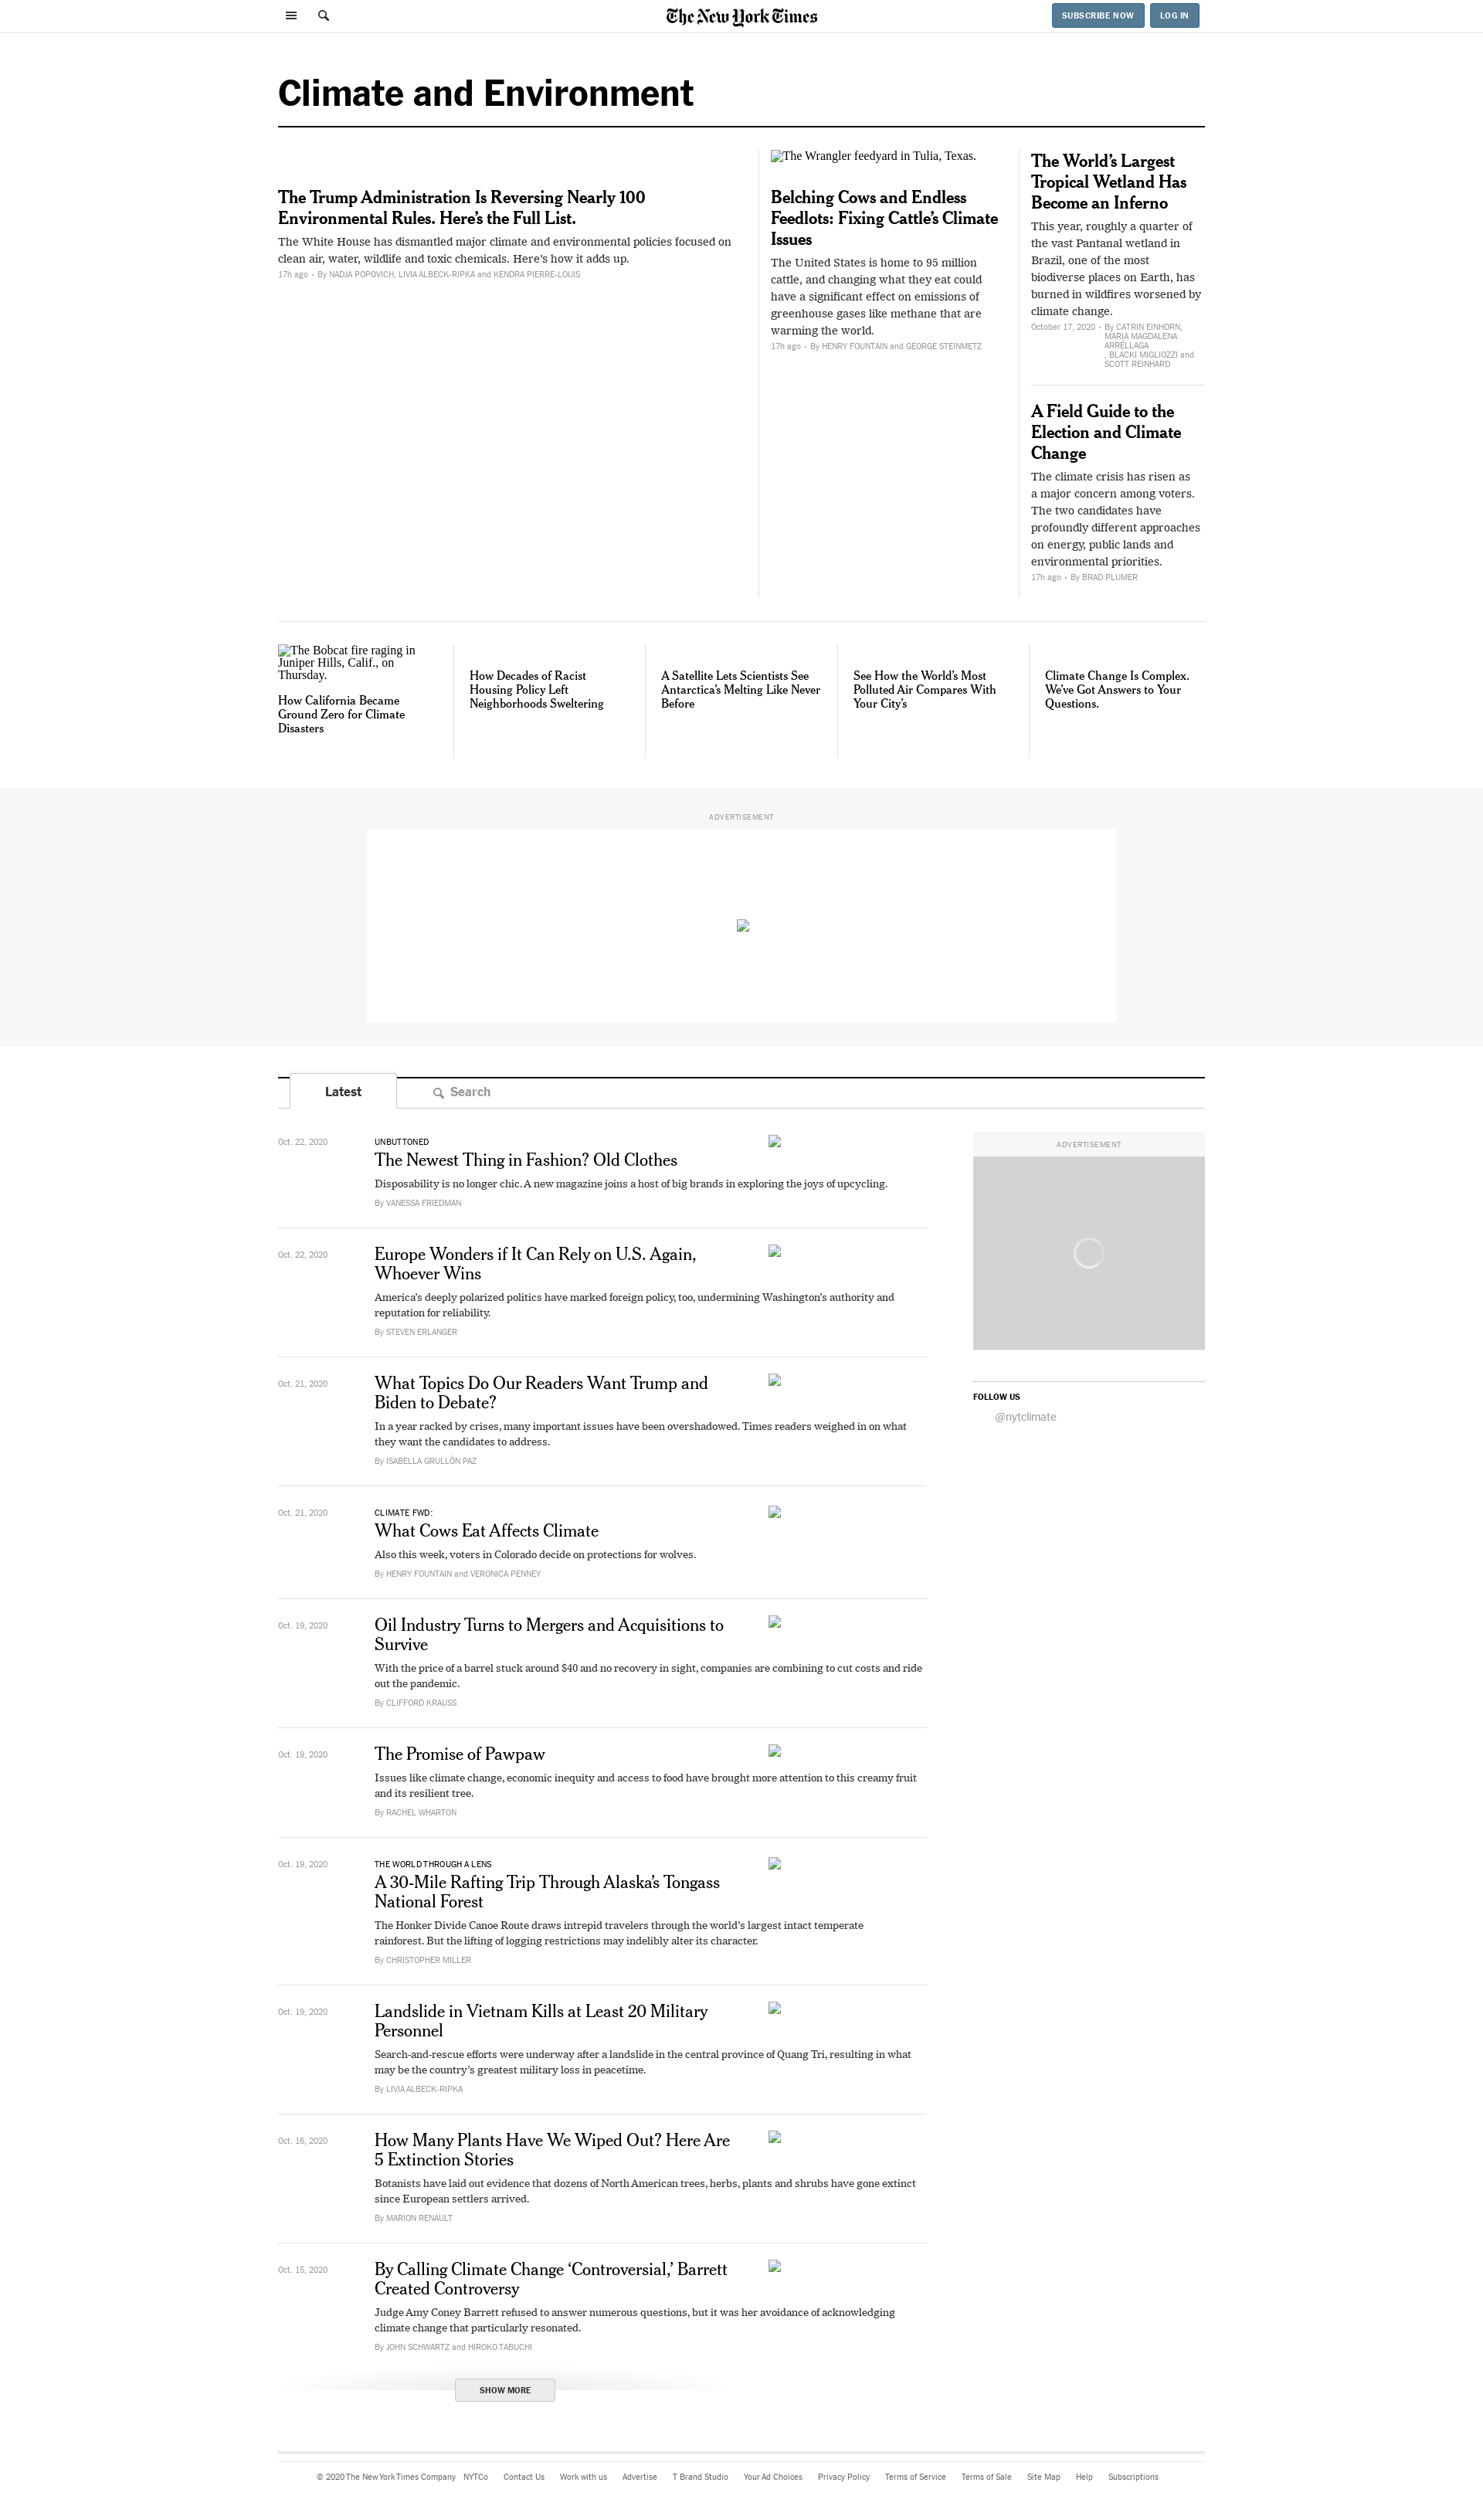 The New York Times
SUBSCRIBE NOW
LOG IN
Climate and Environment
The Trump Administration Is Reversing Nearly 100
Environmental Rules. Here’s the Full List.
The White House has dismantled major climate and environmental policies focused on
clean air, water, wildlife and toxic chemicals. Here’s how it adds up.
17h ago • By NADJA POPOVICH, LIVIA ALBECK-RIPKA and KENDRA PIERRE-LOUIS
The Wrangler feedyard in Tulia, Texas.
Belching Cows and Endless
Feedlots: Fixing Cattle’s Climate
Issues
The United States is home to 95 million
cattle, and changing what they eat could
have a significant effect on emissions of
greenhouse gases like methane that are
warming the world.
17h ago • By HENRY FOUNTAIN and GEORGE STEINMETZ
The World’s Largest
Tropical Wetland Has
Become an Inferno
This year, roughly a quarter of
the vast Pantanal wetland in
Brazil, one of the most
biodiverse places on Earth, has
burned in wildfires worsened by
climate change.
October 17, 2020 • By CATRIN EINHORN,
MARIA MAGDALENA
ARRÉLLAGA
, BLACKI MIGLIOZZI and
SCOTT REINHARD
A Field Guide to the
Election and Climate
Change
The climate crisis has risen as
a major concern among voters.
The two candidates have
profoundly different approaches
on energy, public lands and
environmental priorities.
17h ago • By BRAD PLUMER
The Bobcat fire raging in
Juniper Hills, Calif., on
Thursday.
How California Became
Ground Zero for Climate
Disasters
How Decades of Racist
Housing Policy Left
Neighborhoods Sweltering
A Satellite Lets Scientists See
Antarctica’s Melting Like Never
Before
See How the World’s Most
Polluted Air Compares With
Your City’s
Climate Change Is Complex.
We’ve Got Answers to Your
Questions.
ADVERTISEMENT
Latest
Search
Oct. 22, 2020
UNBUTTONED
The Newest Thing in Fashion? Old Clothes
Disposability is no longer chic. A new magazine joins a host of big brands in exploring the joys of upcycling.
By VANESSA FRIEDMAN
Oct. 22, 2020
Europe Wonders if It Can Rely on U.S. Again,
Whoever Wins
America’s deeply polarized politics have marked foreign policy, too, undermining Washington’s authority and
reputation for reliability.
By STEVEN ERLANGER
Oct. 21, 2020
What Topics Do Our Readers Want Trump and
Biden to Debate?
In a year racked by crises, many important issues have been overshadowed. Times readers weighed in on what
they want the candidates to address.
By ISABELLA GRULLÓN PAZ
Oct. 21, 2020
CLIMATE FWD:
What Cows Eat Affects Climate
Also this week, voters in Colorado decide on protections for wolves.
By HENRY FOUNTAIN and VERONICA PENNEY
Oct. 19, 2020
Oil Industry Turns to Mergers and Acquisitions to
Survive
With the price of a barrel stuck around $40 and no recovery in sight, companies are combining to cut costs and ride
out the pandemic.
By CLIFFORD KRAUSS
Oct. 19, 2020
The Promise of Pawpaw
Issues like climate change, economic inequity and access to food have brought more attention to this creamy fruit
and its resilient tree.
By RACHEL WHARTON
Oct. 19, 2020
THE WORLD THROUGH A LENS
A 30-Mile Rafting Trip Through Alaska’s Tongass
National Forest
The Honker Divide Canoe Route draws intrepid travelers through the world’s largest intact temperate
rainforest. But the lifting of logging restrictions may indelibly alter its character.
By CHRISTOPHER MILLER
Oct. 19, 2020
Landslide in Vietnam Kills at Least 20 Military
Personnel
Search-and-rescue efforts were underway after a landslide in the central province of Quang Tri, resulting in what
may be the country’s greatest military loss in peacetime.
By LIVIA ALBECK-RIPKA
Oct. 16, 2020
How Many Plants Have We Wiped Out? Here Are
5 Extinction Stories
Botanists have laid out evidence that dozens of North American trees, herbs, plants and shrubs have gone extinct
since European settlers arrived.
By MARION RENAULT
Oct. 15, 2020
By Calling Climate Change ‘Controversial,’ Barrett
Created Controversy
Judge Amy Coney Barrett refused to answer numerous questions, but it was her avoidance of acknowledging
climate change that particularly resonated.
By JOHN SCHWARTZ and HIROKO TABUCHI
SHOW MORE
ADVERTISEMENT
FOLLOW US
@nytclimate
© 2020 The New York Times Company NYTCo Contact Us Work with us Advertise T Brand Studio Your Ad Choices Privacy Policy Terms of Service Terms of Sale Site Map Help Subscriptions